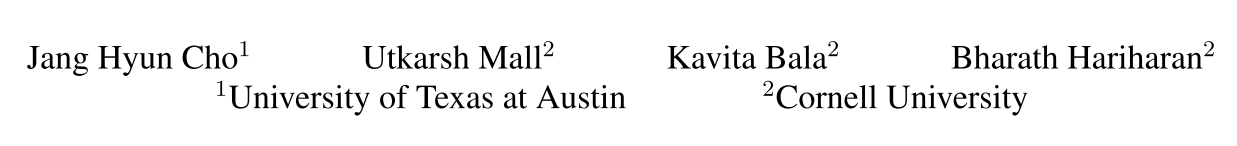 Jang Hyun Cho¹ Utkarsh Mall² Kavita Bala² Bharath Hariharan²
¹University of Texas at Austin ²Cornell University